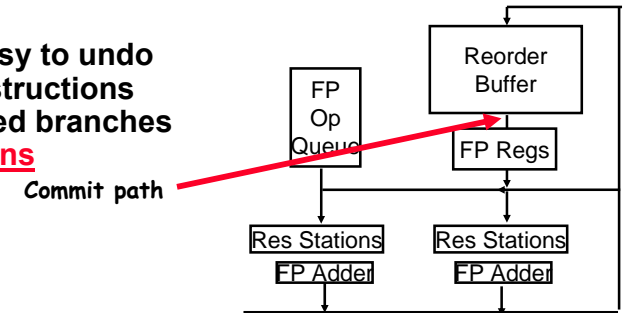 sy to undo
structions
ed branches
ns
Commit path
FP
Op
Queue
Reorder
Buffer
FP Regs
Res Stations
FP Adder
Res Stations
FP Adder